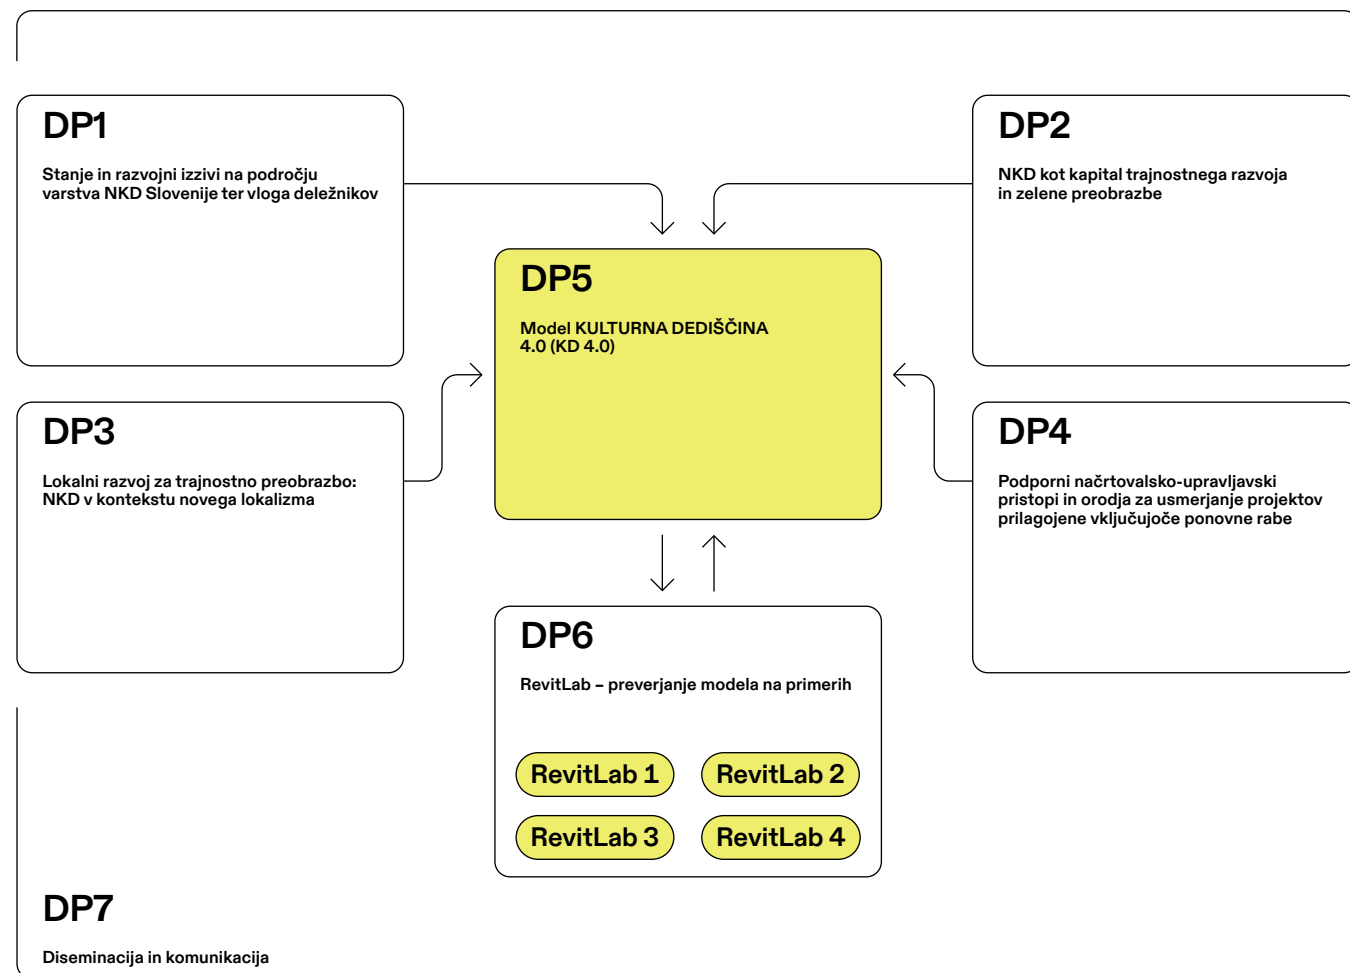 DP1
Stanje in razvojni izzivi na področju
varstva NKD Slovenije ter vloga deležnikov
DP2
NKD kot kapital trajnostnega razvoja
in zelene preobrazbe
DP5
Model KULTURNA DEDIŠČINA
4.0 (KD 4.0)
DP3
Lokalni razvoj za trajnostno preobrazbo:
NKD v kontekstu novega lokalizma
DP4
Podporni načrtovalsko-upravljavski
pristopi in orodja za usmerjanje projektov
prilagojene vključujoče ponovne rabe
DP6
RevitLab – preverjanje modela na primerih
RevitLab 1
RevitLab 2
RevitLab 3
RevitLab 4
DP7
Diseminacija in komunikacija